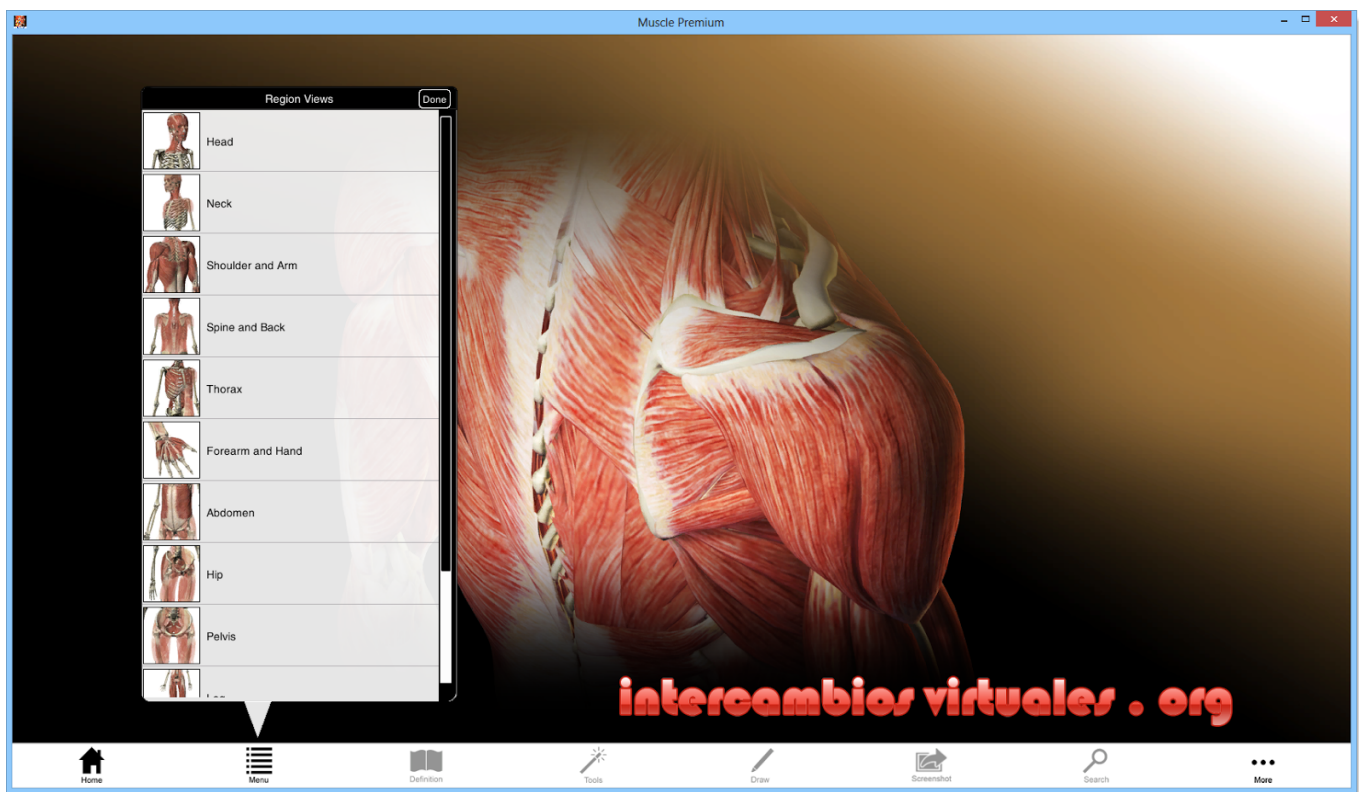 Muscle Premium
Region Views
Done
Head
Neck
Shoulder and Arm
Spine and Back
Thorax
Forearm and Hand
Abdomen
Hip
Pelvis
intercambios virtuales . org
Home
Menu
Definition
Tools
Draw
Screenshot
Search
More